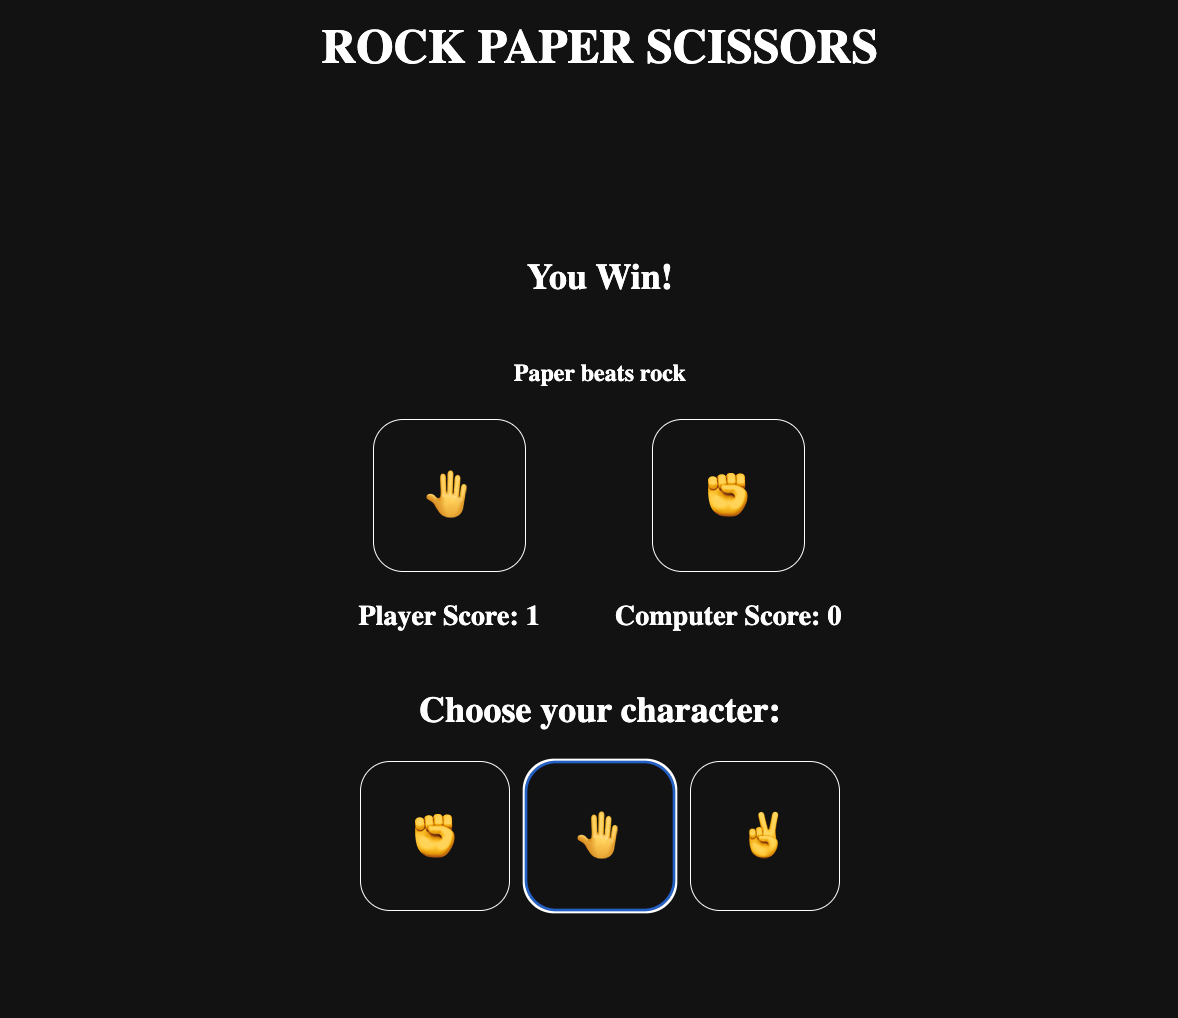 ROCK PAPER SCISSORS
You Win!
Paper beats rock
Player Score: 1
Computer Score: 0
Choose your character: